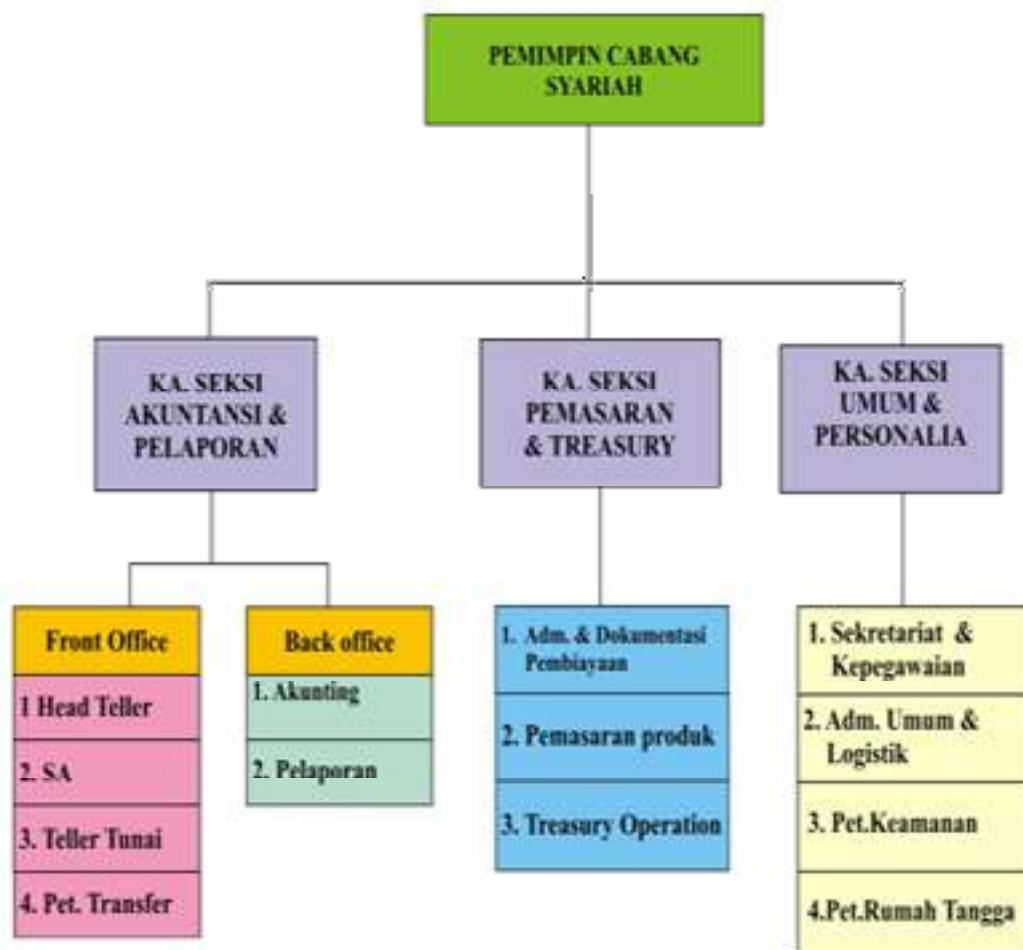 PEMIMPIN CABANG
SYARIAH
KA. SEKSI
AKUNTANSI &
PELAPORAN
KA. SEKSI
PEMASARAN
& TREASURY
KA. SEKSI
UMUM &
PERSONALIA
Front Office
1 Head Teller
2. SA
3. Teller Tunai
4. Pet. Transfer
Back office
1. Akunting
2. Pelaporan
1. Adm. & Dokumentasi
Pembiayaan
2. Pemasaran produk
3. Treasury Operation
1. Sekretariat &
Kepegawaian
2. Adm. Umum &
Logistik
3. Pet.Keamanan
4.Pet.Rumah Tangga